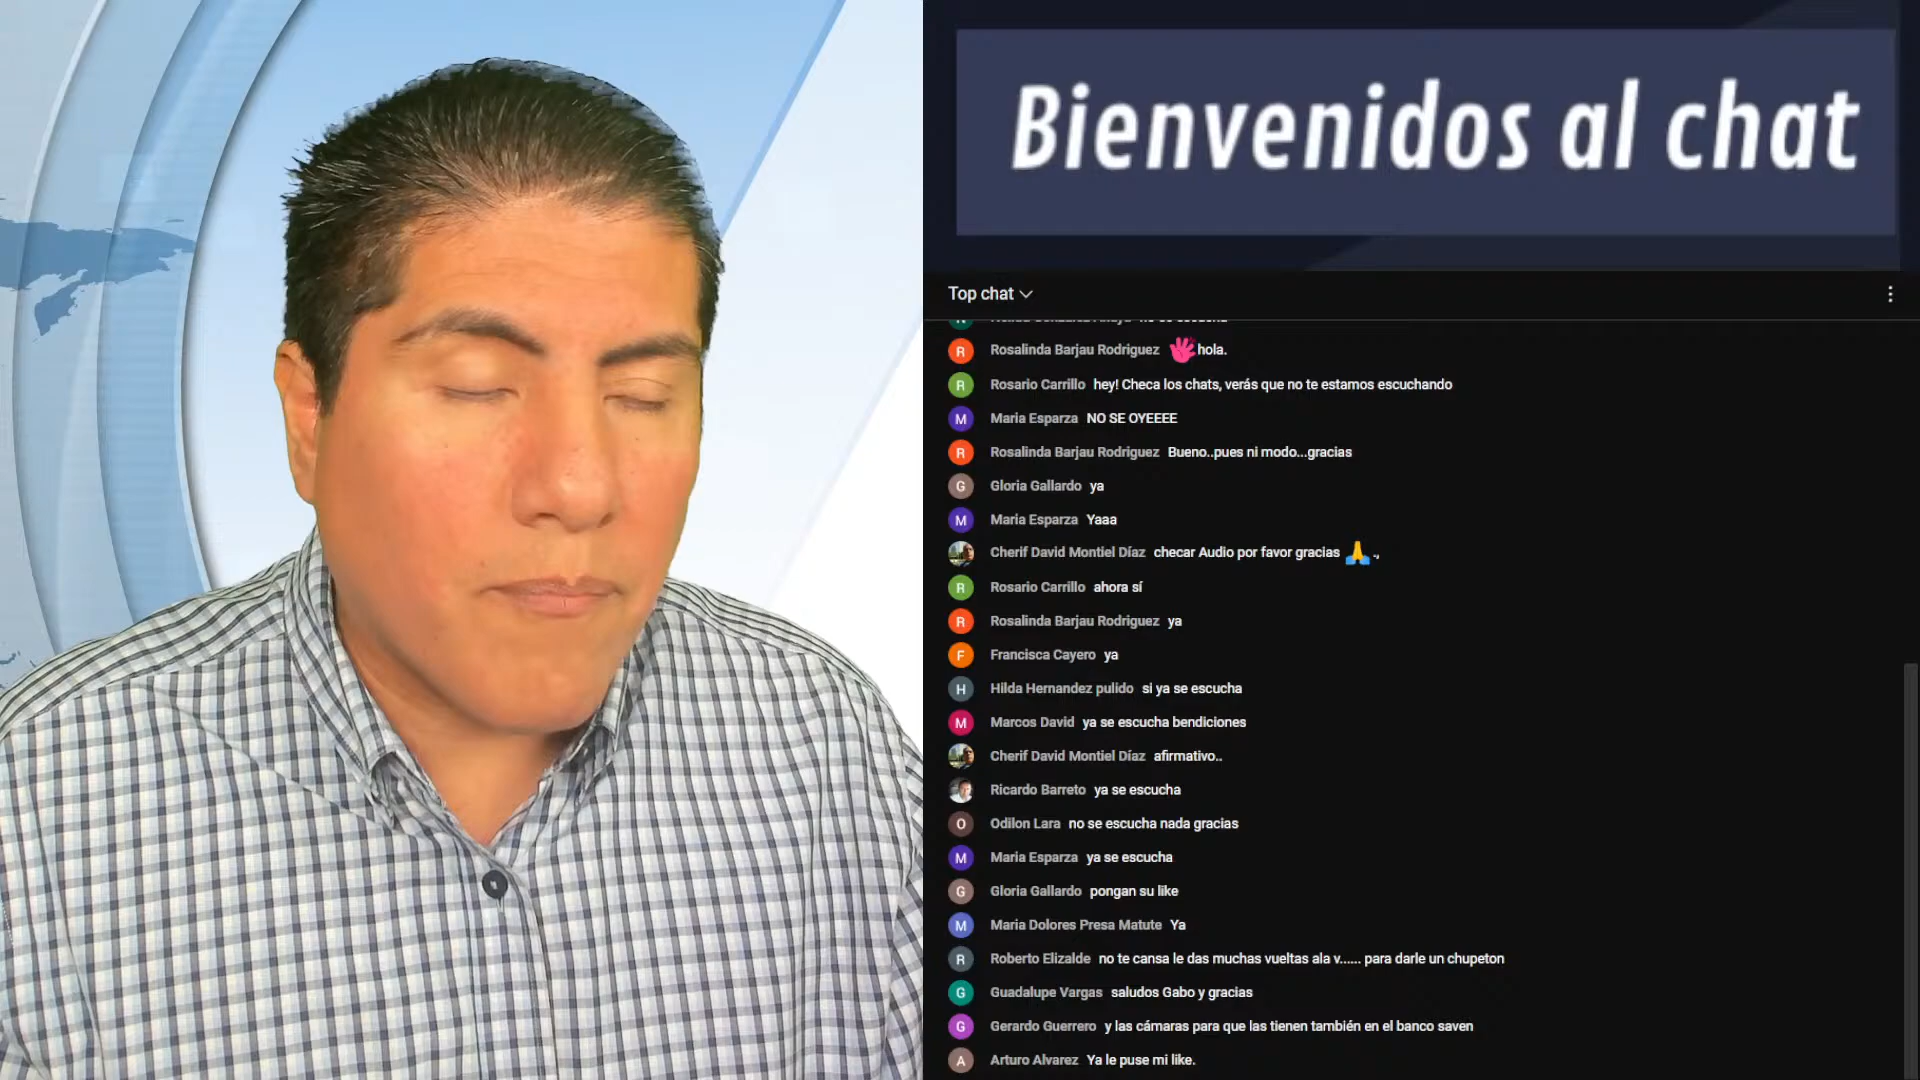 Bienvenidos al chat
Top chat
Rosalinda Barjau Rodriguez hola.
Rosario Carrillo hey! Checa los chats, verás que no te estamos escuchando
Maria Esparza NO SE OYEEEE
Rosalinda Barjau Rodriguez Bueno..pues ni modo...gracias
Gloria Gallardo ya
Maria Esparza Yaaa
Cherif David Montiel Díaz checar Audio por favor gracias 🙏 .,
Rosario Carrillo ahora sí
Rosalinda Barjau Rodriguez ya
Francisca Cayero ya
Hilda Hernandez pulido si ya se escucha
Marcos David ya se escucha bendiciones
Cherif David Montiel Díaz afirmativo..
Ricardo Barreto ya se escucha
Odilon Lara no se escucha nada gracias
Maria Esparza ya se escucha
Gloria Gallardo pongan su like
Maria Dolores Presa Matute Ya
Roberto Elizalde no te cansa le das muchas vueltas ala v...... para darle un chupeton
Guadalupe Vargas saludos Gabo y gracias
Gerardo Guerrero y las cámaras para que las tienen también en el banco saven
Arturo Alvarez Ya le puse mi like.